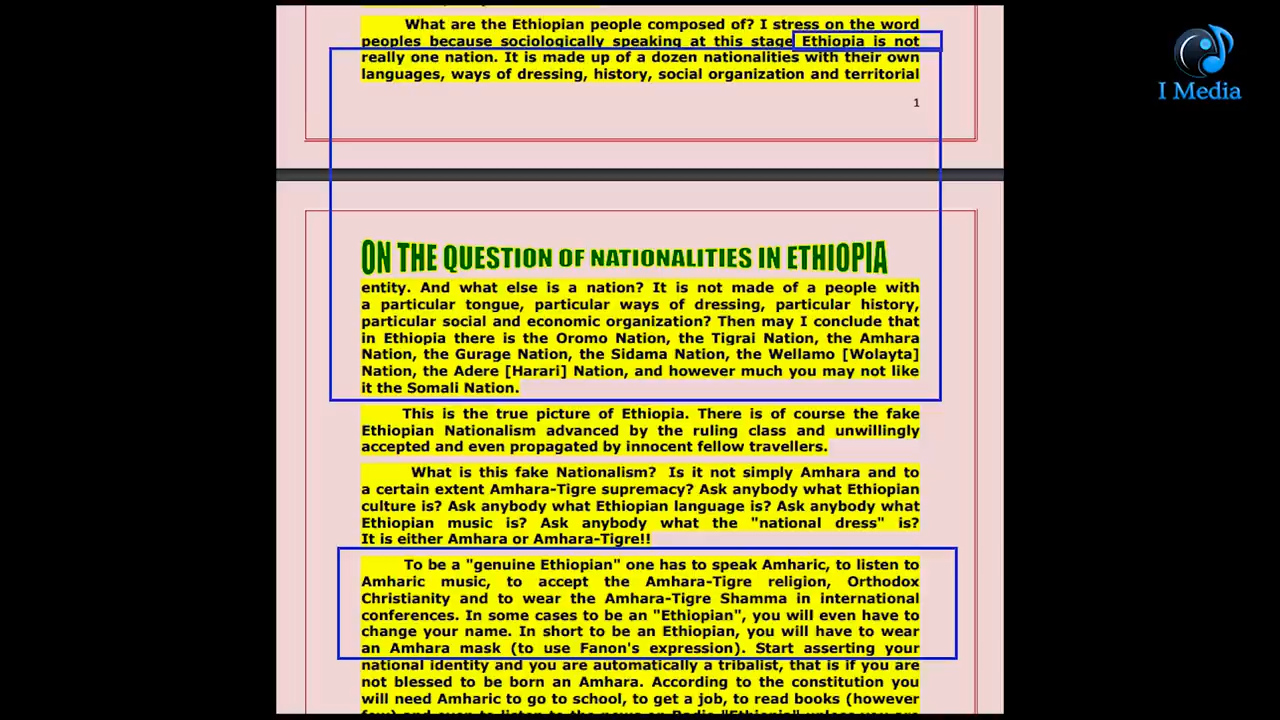 What are the Ethiopian people composed of? I stress on the word
peoples because sociologically speaking at this stage Ethiopia is not
really one nation. It is made up of a dozen nationalities with their own
languages, ways of dressing, history, social organization and territorial
1
ON THE QUESTION OF NATIONALITIES IN ETHIOPIA
entity. And what else is a nation? It is not made of a people with
a particular tongue, particular ways of dressing, particular history,
particular social and economic organization? Then may I conclude that
in Ethiopia there is the Oromo Nation, the Tigrai Nation, the Amhara
Nation, the Gurage Nation, the Sidama Nation, the Wellamo [Wolayta]
Nation, the Adere [Harari] Nation, and however much you may not like
it the Somali Nation.
This is the true picture of Ethiopia. There is of course the fake
Ethiopian Nationalism advanced by the ruling class and unwillingly
accepted and even propagated by innocent fellow travellers.
What is this fake Nationalism? Is it not simply Amhara and to
a certain extent Amhara-Tigre supremacy? Ask anybody what Ethiopian
culture is? Ask anybody what Ethiopian language is? Ask anybody what
Ethiopian music is? Ask anybody what the "national dress" is?
It is either Amhara or Amhara-Tigre!!
To be a "genuine Ethiopian" one has to speak Amharic, to listen to
Amharic music, to accept the Amhara-Tigre religion, Orthodox
Christianity and to wear the Amhara-Tigre Shamma in international
conferences. In some cases to be an "Ethiopian", you will even have to
change your name. In short to be an Ethiopian, you will have to wear
an Amhara mask (to use Fanon's expression). Start asserting your
national identity and you are automatically a tribalist, that is if you are
not blessed to be born an Amhara. According to the constitution you
will need Amharic to go to school, to get a job, to read books (however
few) and even to listen to the news on Radio "Ethiopia" unless you are
I Media